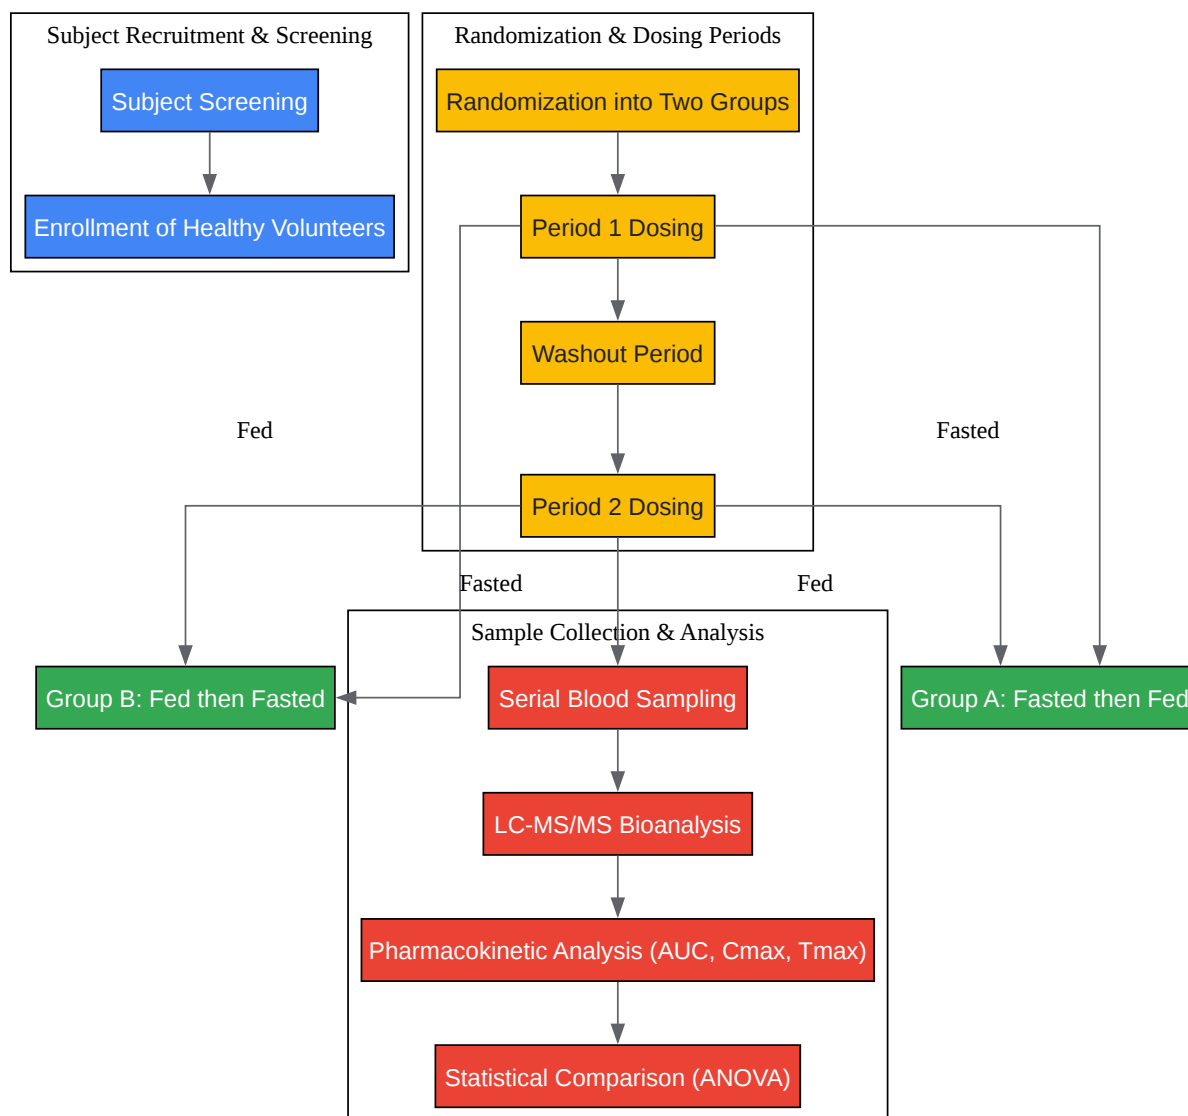 Subject Recruitment & Screening
Subject Screening
Enrollment of Healthy Volunteers
Randomization & Dosing Periods
Randomization into Two Groups
Period 1 Dosing
Washout Period
Fed
Fasted
Period 2 Dosing
Fasted
Fed
Sample Collection & Analysis
Group B: Fed then Fasted
Serial Blood Sampling
Group A: Fasted then Fed
LC-MS/MS Bioanalysis
Pharmacokinetic Analysis (AUC, Cmax, Tmax)
Statistical Comparison (ANOVA)